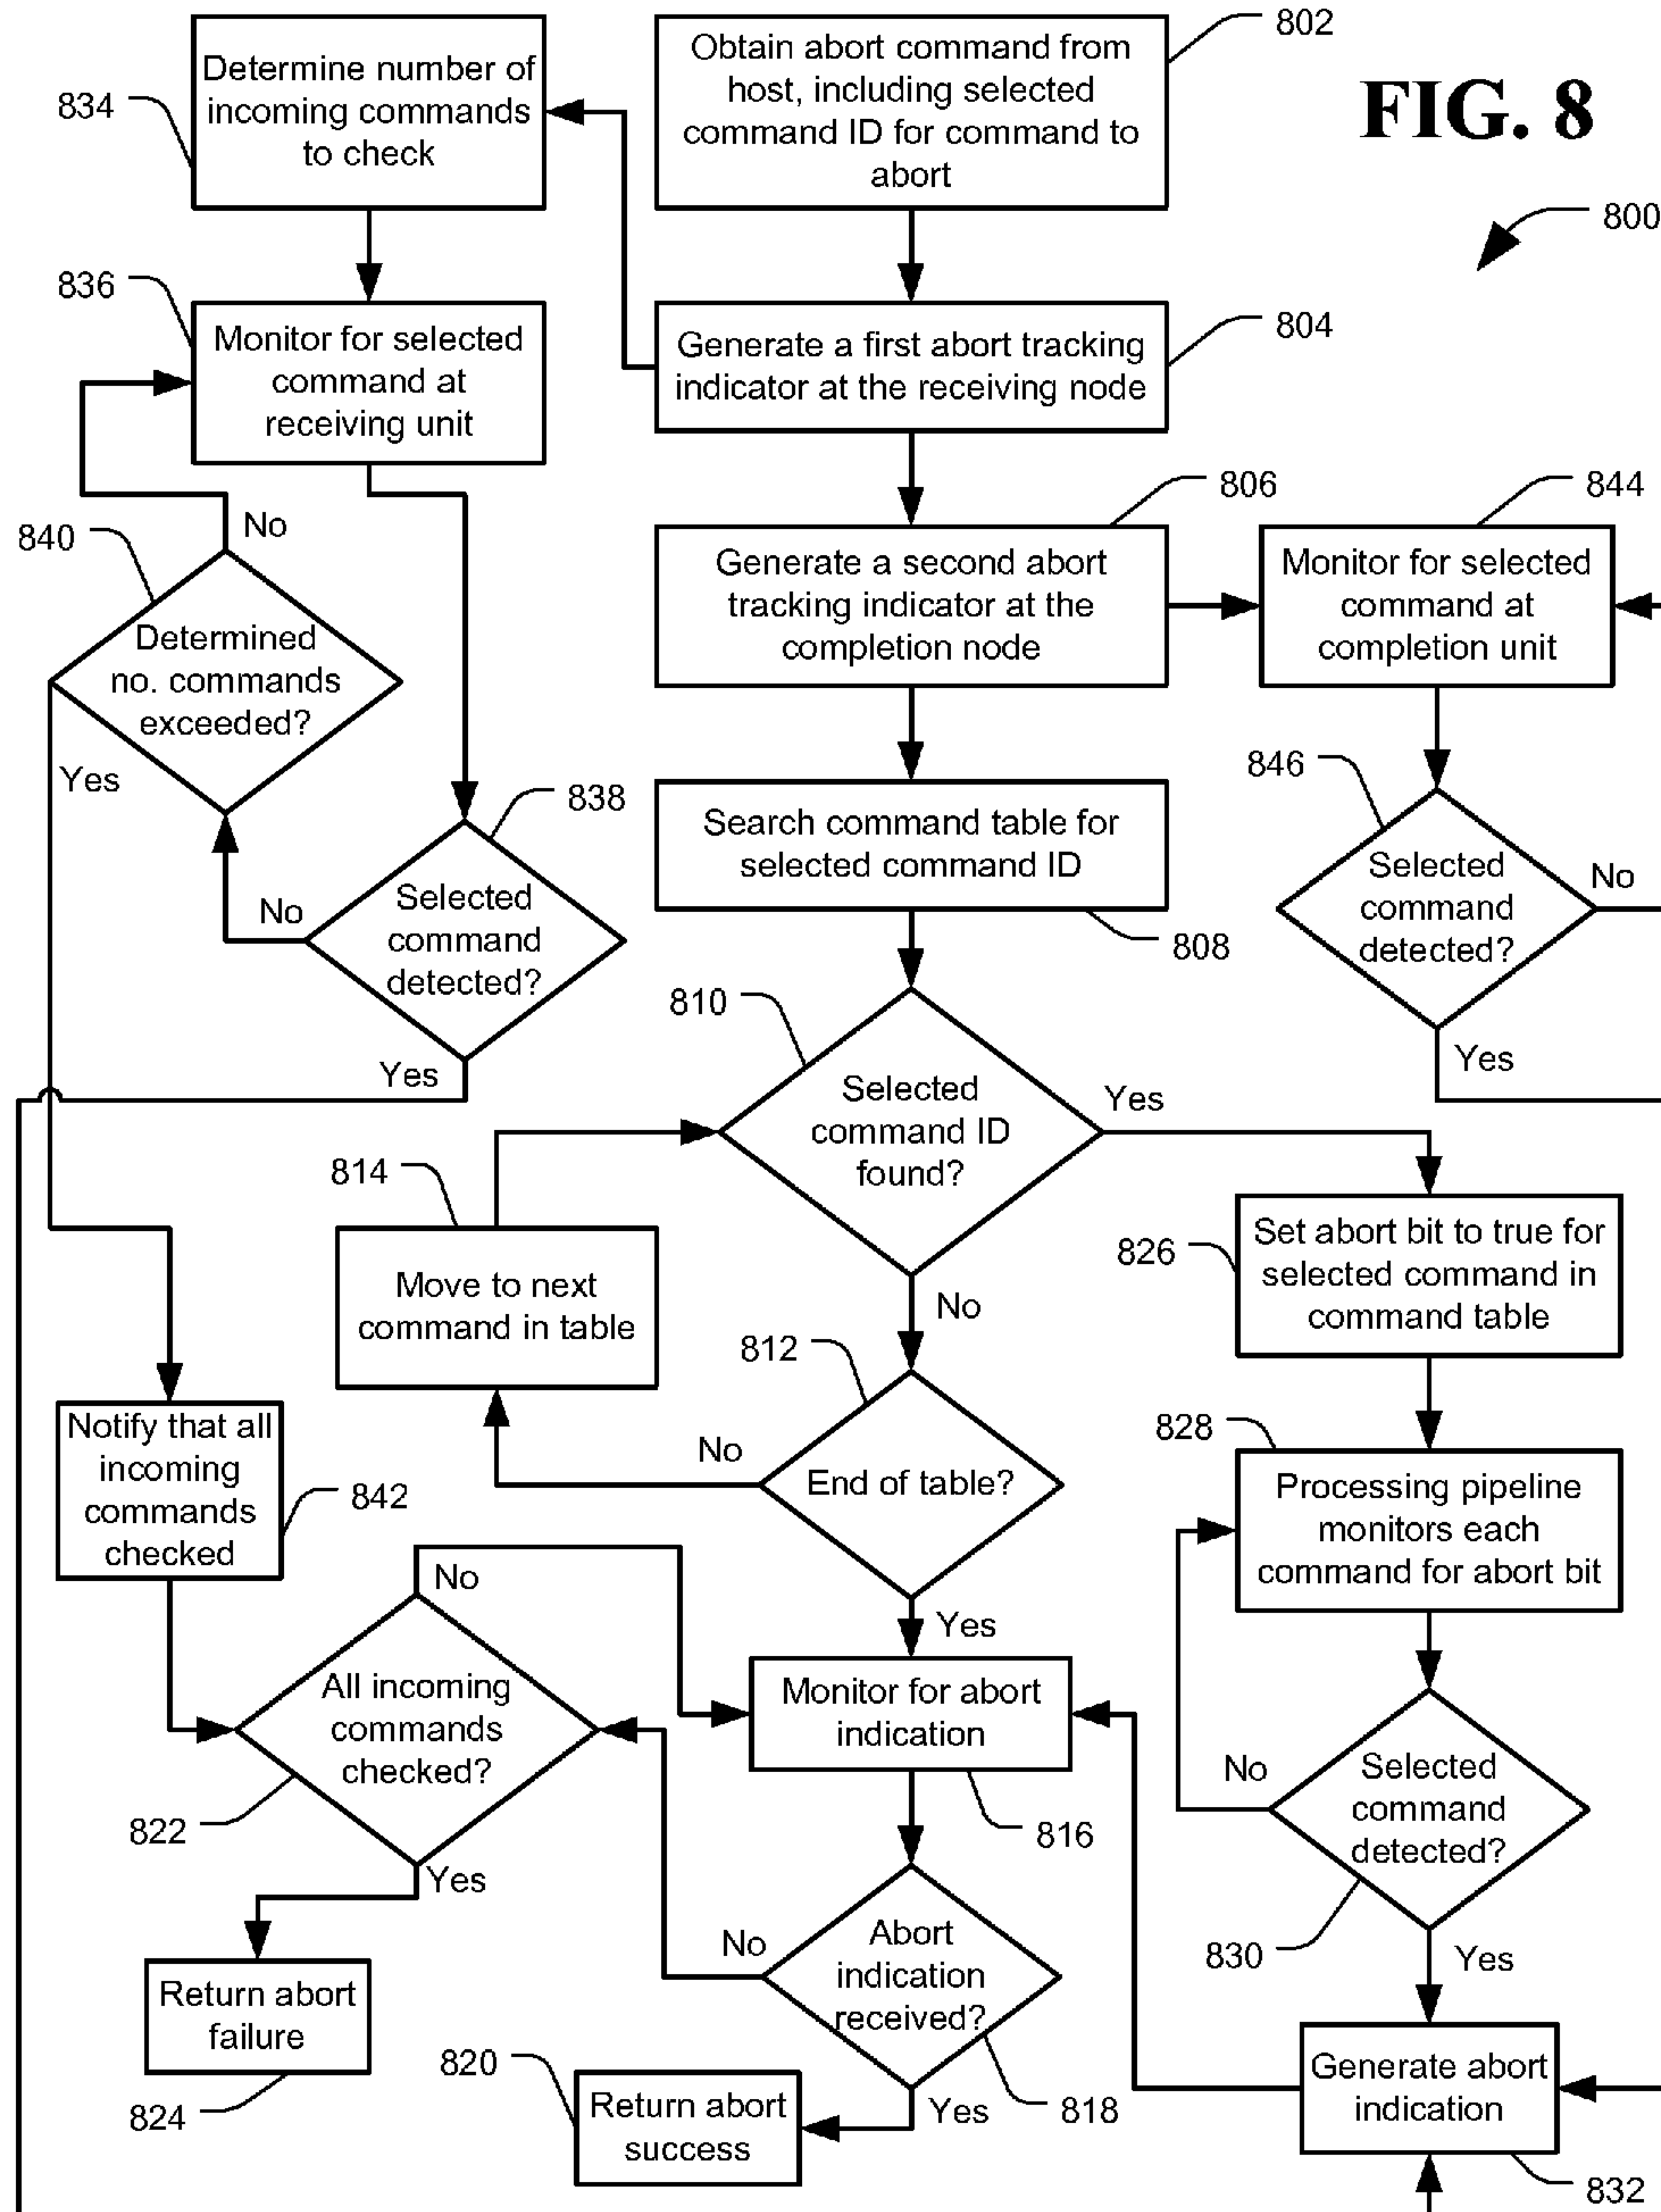 802
Obtain abort command from
host, including selected
command ID for command to
abort
FIG. 8
800
834
Determine number of
incoming commands
to check
836
Monitor for selected
command at
receiving unit
804
Generate a first abort tracking
indicator at the receiving node
806
Generate a second abort
tracking indicator at the
completion node
844
Monitor for selected
command at
completion unit
840
No
Determined
no. commands
exceeded?
Yes
838
Selected
command
detected?
No
Yes
Search command table for
selected command ID
808
846
Selected
command
detected?
No
Yes
810
Selected
command ID
found?
Yes
No
814
Move to next
command in table
826
Set abort bit to true for
selected command in
command table
812
End of table?
No
Yes
828
Processing pipeline
monitors each
command for abort bit
Notify that all
incoming
commands
checked
842
No
All incoming
commands
checked?
822
Yes
Monitor for abort
indication
816
No
Selected
command
detected?
830
Yes
Return abort
failure
824
No
Abort
indication
received?
818
Yes
820
Return abort
success
Generate abort
indication
832